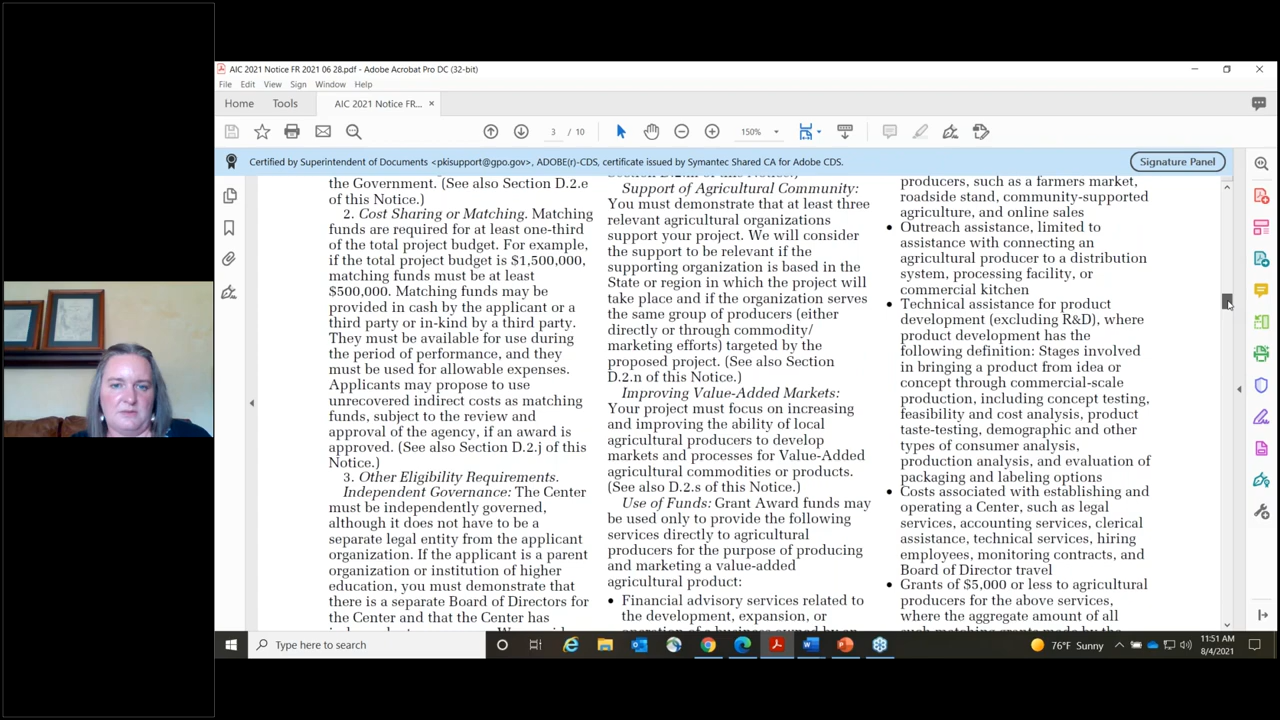 AIC 2021 Notice FR 2021 06 28.pdf - Adobe Acrobat Pro DC (32-bit)
File Edit View Sign Window Help
Home Tools AIC 2021 Notice FR... ×
3 / 10 150%
Certified by Superintendent of Documents <pkisupport@gpo.gov>, ADOBE(r)-CDS, certificate issued by Symantec Shared CA for Adobe CDS.
Signature Panel
the Government. (See also Section D.2.e
of this Notice.)
2. Cost Sharing or Matching. Matching
funds are required for at least one-third
of the total project budget. For example,
if the total project budget is $1,500,000,
matching funds must be at least
$500,000. Matching funds may be
provided in cash by the applicant or a
third party or in-kind by a third party.
They must be available for use during
the period of performance, and they
must be used for allowable expenses.
Applicants may propose to use
unrecovered indirect costs as matching
funds, subject to the review and
approval of the agency, if an award is
approved. (See also Section D.2.j of this
Notice.)
3. Other Eligibility Requirements.
Independent Governance: The Center
must be independently governed,
although it does not have to be a
separate legal entity from the applicant
organization. If the applicant is a parent
organization or institution of higher
education, you must demonstrate that
there is a separate Board of Directors for
the Center and that the Center has
Support of Agricultural Community:
You must demonstrate that at least three
relevant agricultural organizations
support your project. We will consider
the support to be relevant if the
supporting organization is based in the
State or region in which the project will
take place and if the organization serves
the same group of producers (either
directly or through commodity/
marketing efforts) targeted by the
proposed project. (See also Section
D.2.n of this Notice.)
Improving Value-Added Markets:
Your project must focus on increasing
and improving the ability of local
agricultural producers to develop
markets and processes for Value-Added
agricultural commodities or products.
(See also D.2.s of this Notice.)
Use of Funds: Grant Award funds may
be used only to provide the following
services directly to agricultural
producers for the purpose of producing
and marketing a value-added
agricultural product:
• Financial advisory services related to
the development, expansion, or
producers, such as a farmers market,
roadside stand, community-supported
agriculture, and online sales
• Outreach assistance, limited to
assistance with connecting an
agricultural producer to a distribution
system, processing facility, or
commercial kitchen
• Technical assistance for product
development (excluding R&D), where
product development has the
following definition: Stages involved
in bringing a product from idea or
concept through commercial-scale
production, including concept testing,
feasibility and cost analysis, product
taste-testing, demographic and other
types of consumer analysis,
production analysis, and evaluation of
packaging and labeling options
• Costs associated with establishing and
operating a Center, such as legal
services, accounting services, clerical
assistance, technical services, hiring
employees, monitoring contracts, and
Board of Director travel
• Grants of $5,000 or less to agricultural
producers for the above services,
where the aggregate amount of all
Type here to search
76°F Sunny
11:51 AM
8/4/2021